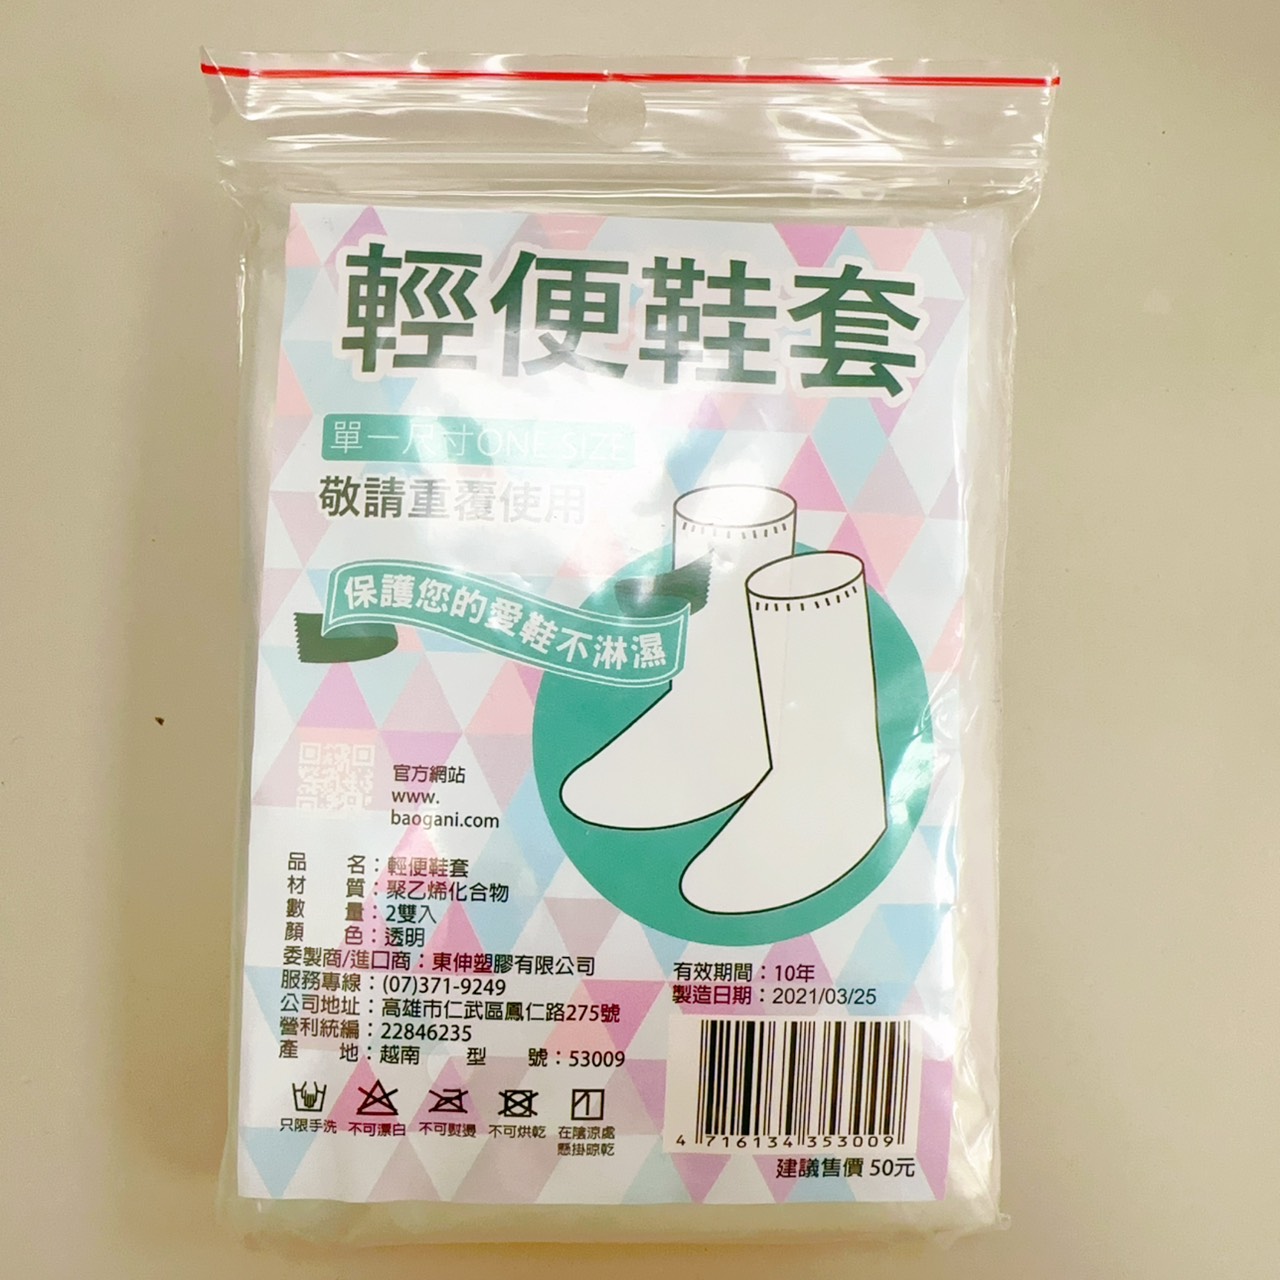 輕便鞋套
單一尺寸ONE SIZE
敬請重覆使用
保護您的愛鞋不淋濕
官方網站
www.
baogani.com
品 名：輕便鞋套
材 質：聚乙烯化合物
數 量：2雙入
顏 色：透明
委製商/進口商：東伸塑膠有限公司
服務專線：(07)371-9249
公司地址：高雄市仁武區鳳仁路275號
營利統編：22846235
產 地：越南 型 號：53009
有效期間：10年
製造日期：2021/03/25
只限手洗 不可漂白 不可熨燙 不可烘乾 在陰涼處懸掛晾乾
4 716134 353009
建議售價 50元